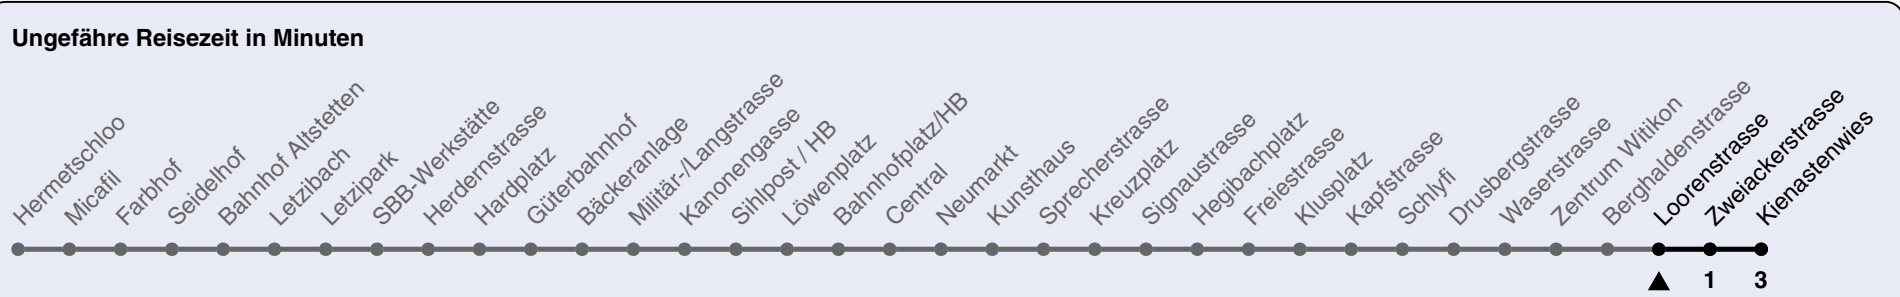 Ungefähre Reisezeit in Minuten
Hermetschloo
Micafil
Farbhof
Seidelhof
Bahnhof Altstetten
Letzibach
Letzipark
SBB-Werkstätte
Herdernstrasse
Hardplatz
Güterbahnhof
Bäckeranlage
Militär-/Langstrasse
Kanonengasse
Sihlpost / HB
Löwenplatz
Bahnhofplatz/HB
Central
Neumarkt
Kunsthaus
Sprecherstrasse
Kreuzplatz
Signaustrasse
Hegibachplatz
Freiestrasse
Klusplatz
Kapfstrasse
Schlyfi
Drusbergstrasse
Waserstrasse
Zentrum Witikon
Berghaldenstrasse
Loorenstrasse
Zweiackerstrasse
Kienastenwies
1 3